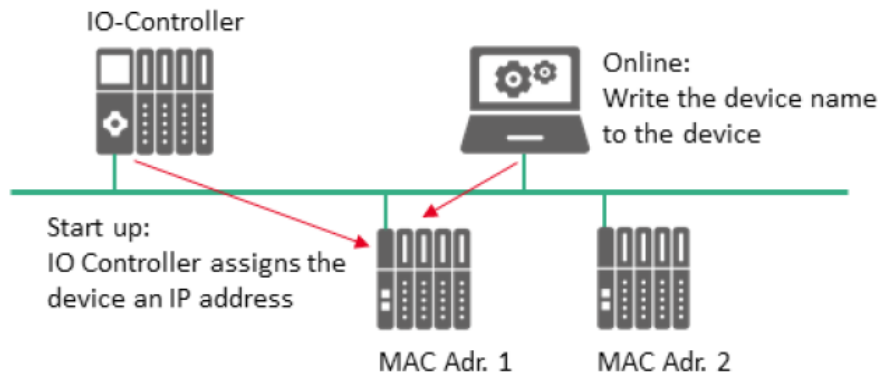 IO-Controller
Online:
Write the device name
to the device
Start up:
IO Controller assigns the
device an IP address
MAC Adr. 1
MAC Adr. 2